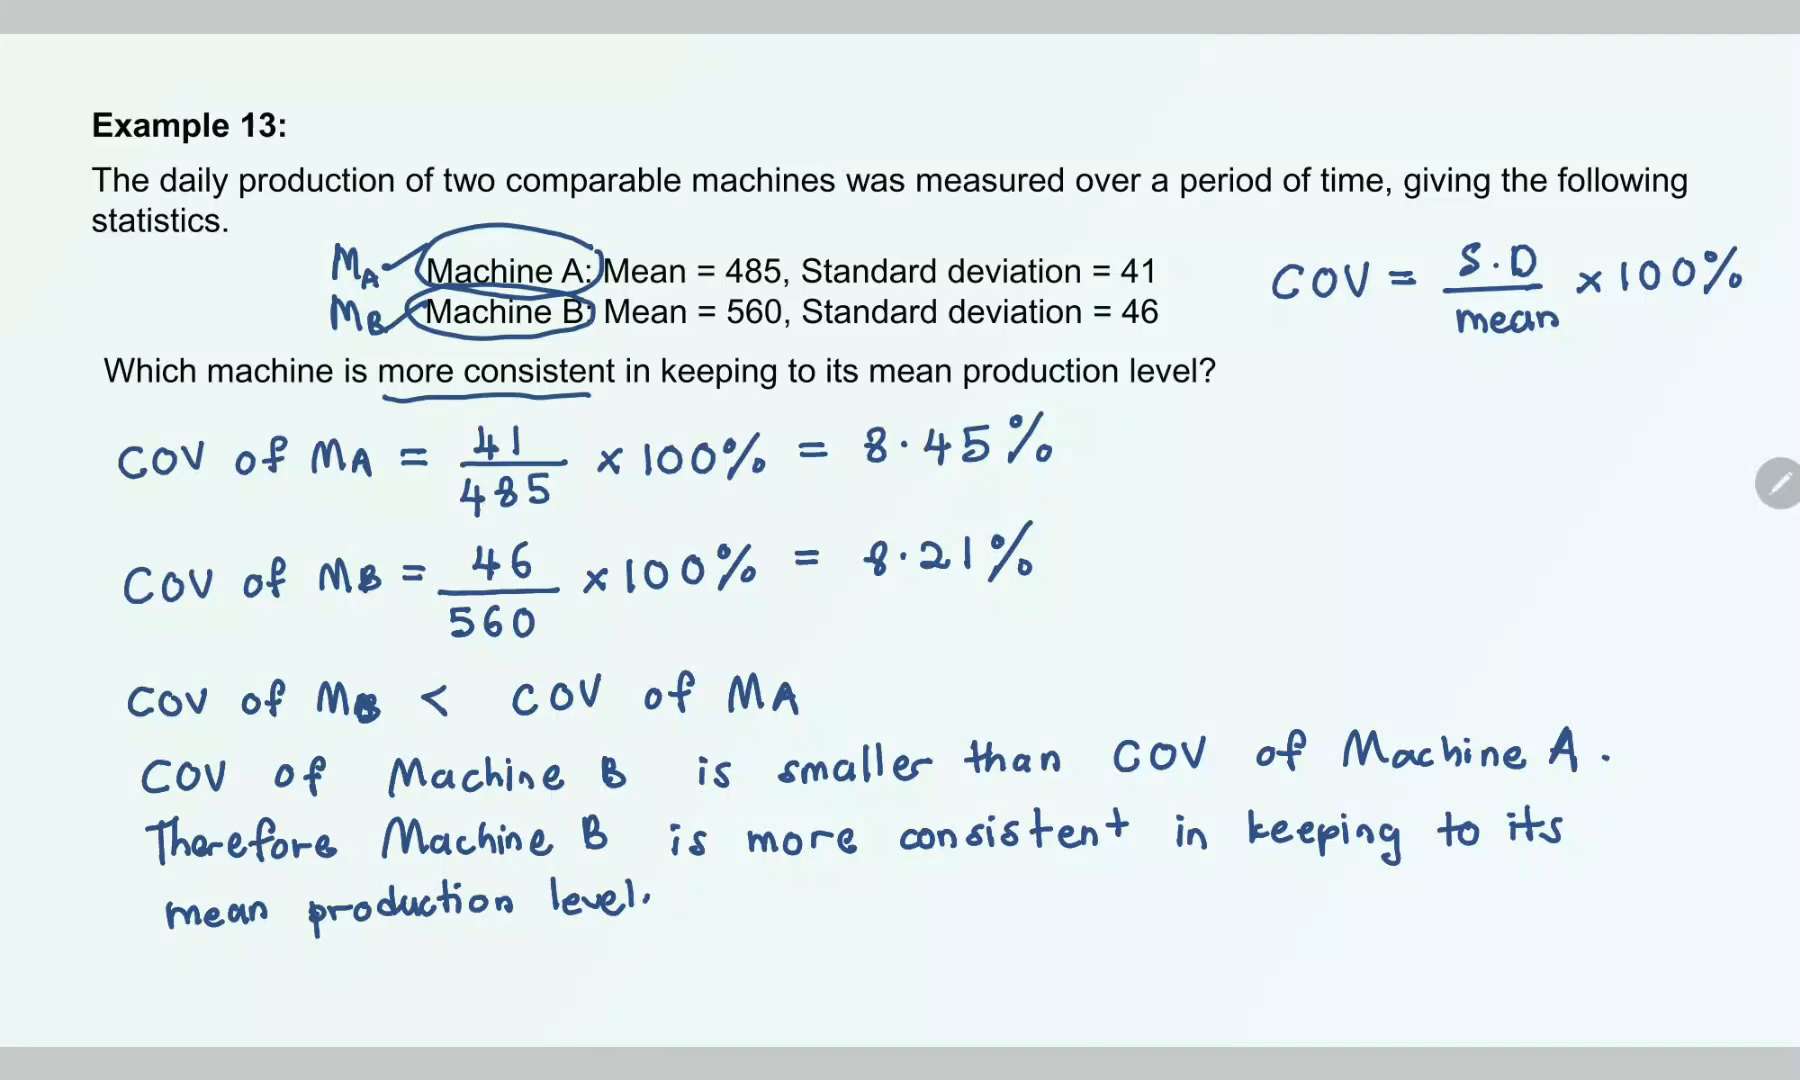 Example 13:
The daily production of two comparable machines was measured over a period of time, giving the following
statistics.
MA Machine A: Mean = 485, Standard deviation = 41
MB Machine B: Mean = 560, Standard deviation = 46
COV = S.D / mean × 100%
Which machine is more consistent in keeping to its mean production level?
COV of MA = 41 / 485 × 100% = 8.45%
COV of MB = 46 / 560 × 100% = 8.21%
COV of MB < COV of MA
COV of Machine B is smaller than COV of Machine A.
Therefore Machine B is more consistent in keeping to its
mean production level.